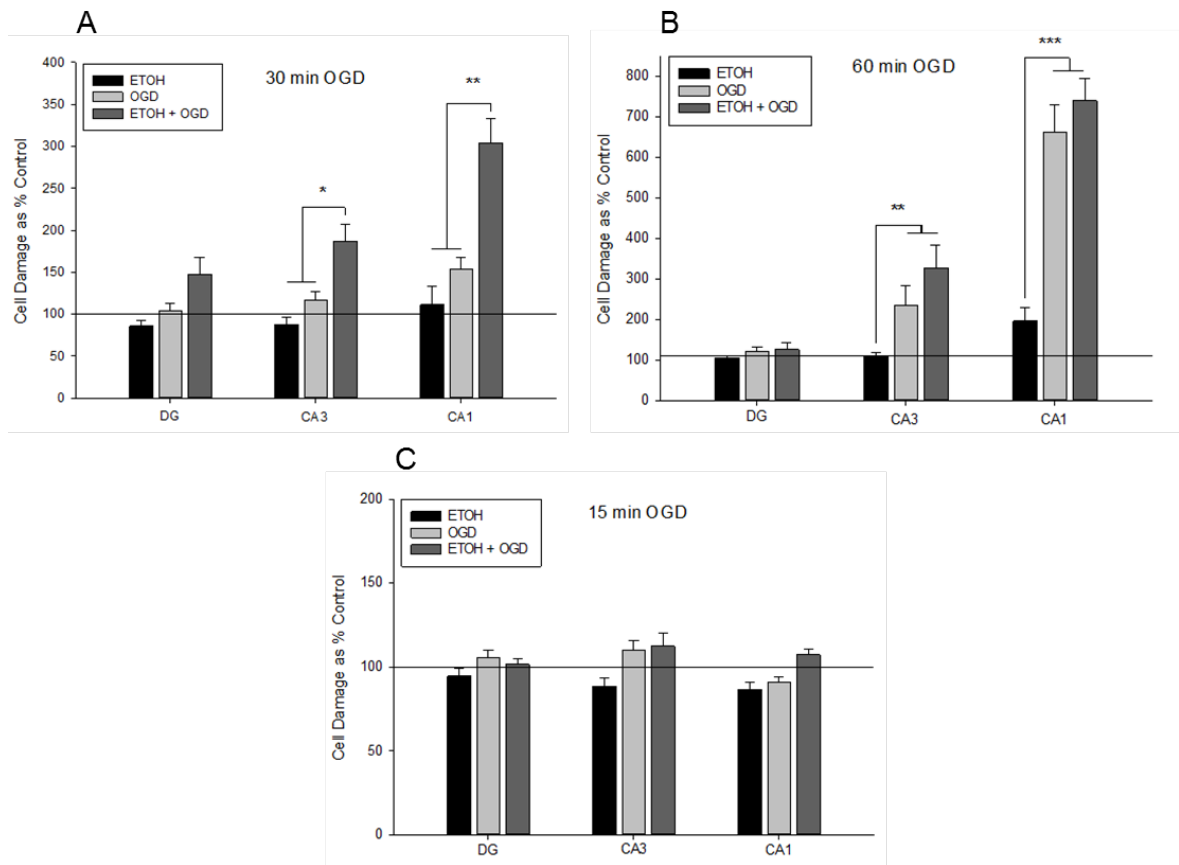 A
30 min OGD
ETOH
OGD
ETOH + OGD
Cell Damage as % Control
400
350
300
250
200
150
100
50
0
*
**
DG CA3 CA1
B
60 min OGD
ETOH
OGD
ETOH + OGD
Cell Damage as % Control
800
700
600
500
400
300
200
100
0
**
***
DG CA3 CA1
C
15 min OGD
ETOH
OGD
ETOH + OGD
Cell Damage as % Control
200
150
100
50
0
DG CA3 CA1